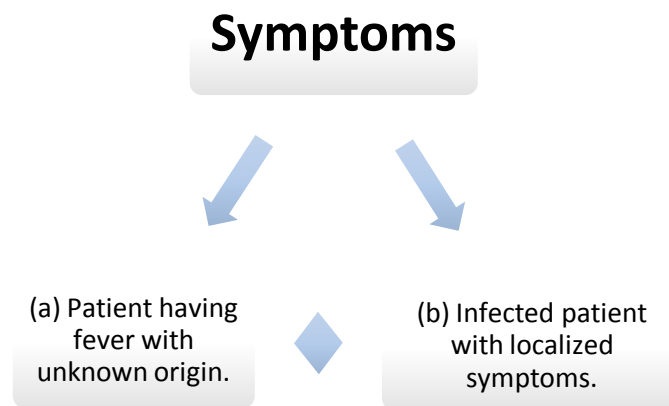 Symptoms
(a) Patient having
fever with
unknown origin.
(b) Infected patient
with localized
symptoms.